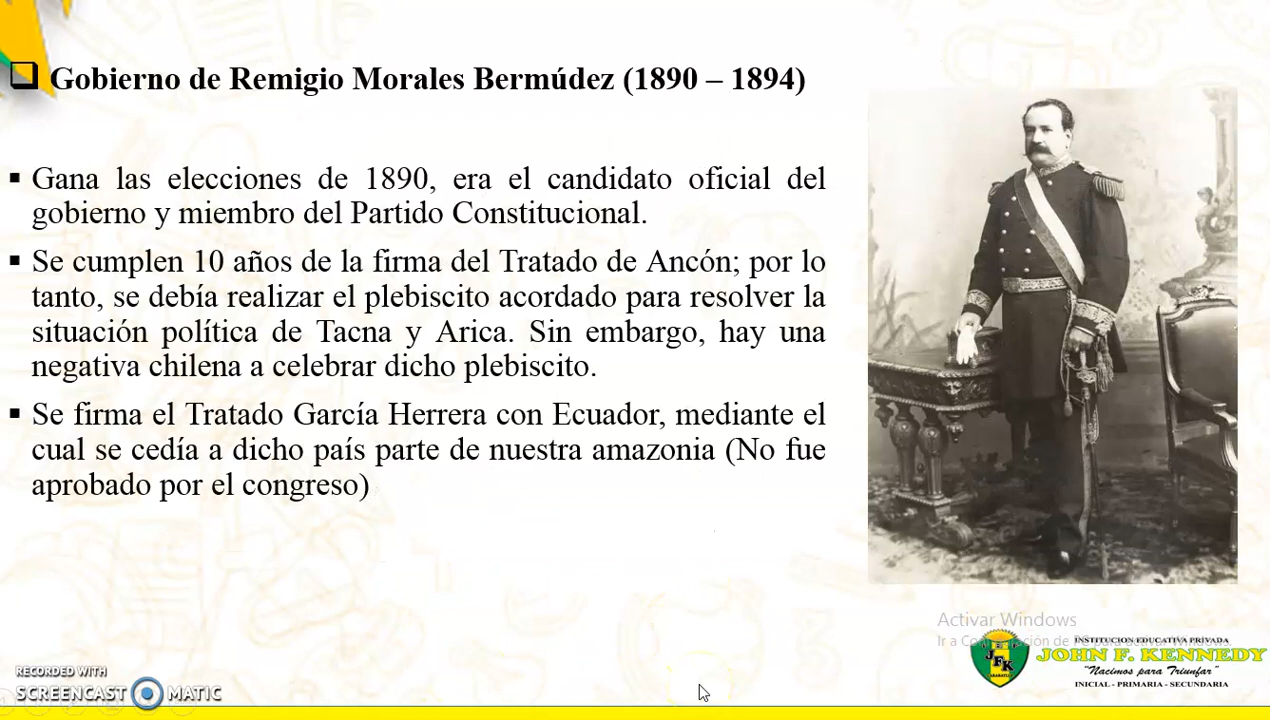 Gobierno de Remigio Morales Bermúdez (1890 – 1894)
Gana las elecciones de 1890, era el candidato oficial del
gobierno y miembro del Partido Constitucional.
Se cumplen 10 años de la firma del Tratado de Ancón; por lo
tanto, se debía realizar el plebiscito acordado para resolver la
situación política de Tacna y Arica. Sin embargo, hay una
negativa chilena a celebrar dicho plebiscito.
Se firma el Tratado García Herrera con Ecuador, mediante el
cual se cedía a dicho país parte de nuestra amazonia (No fue
aprobado por el congreso)
Activar Windows
Ir a para activar Windows.
INSTITUCION EDUCATIVA PRIVADA
JOHN F. KENNEDY
"Nacimos para Triunfar"
INICIAL - PRIMARIA - SECUNDARIA
JFK
RECORDED WITH
SCREENCAST MATIC